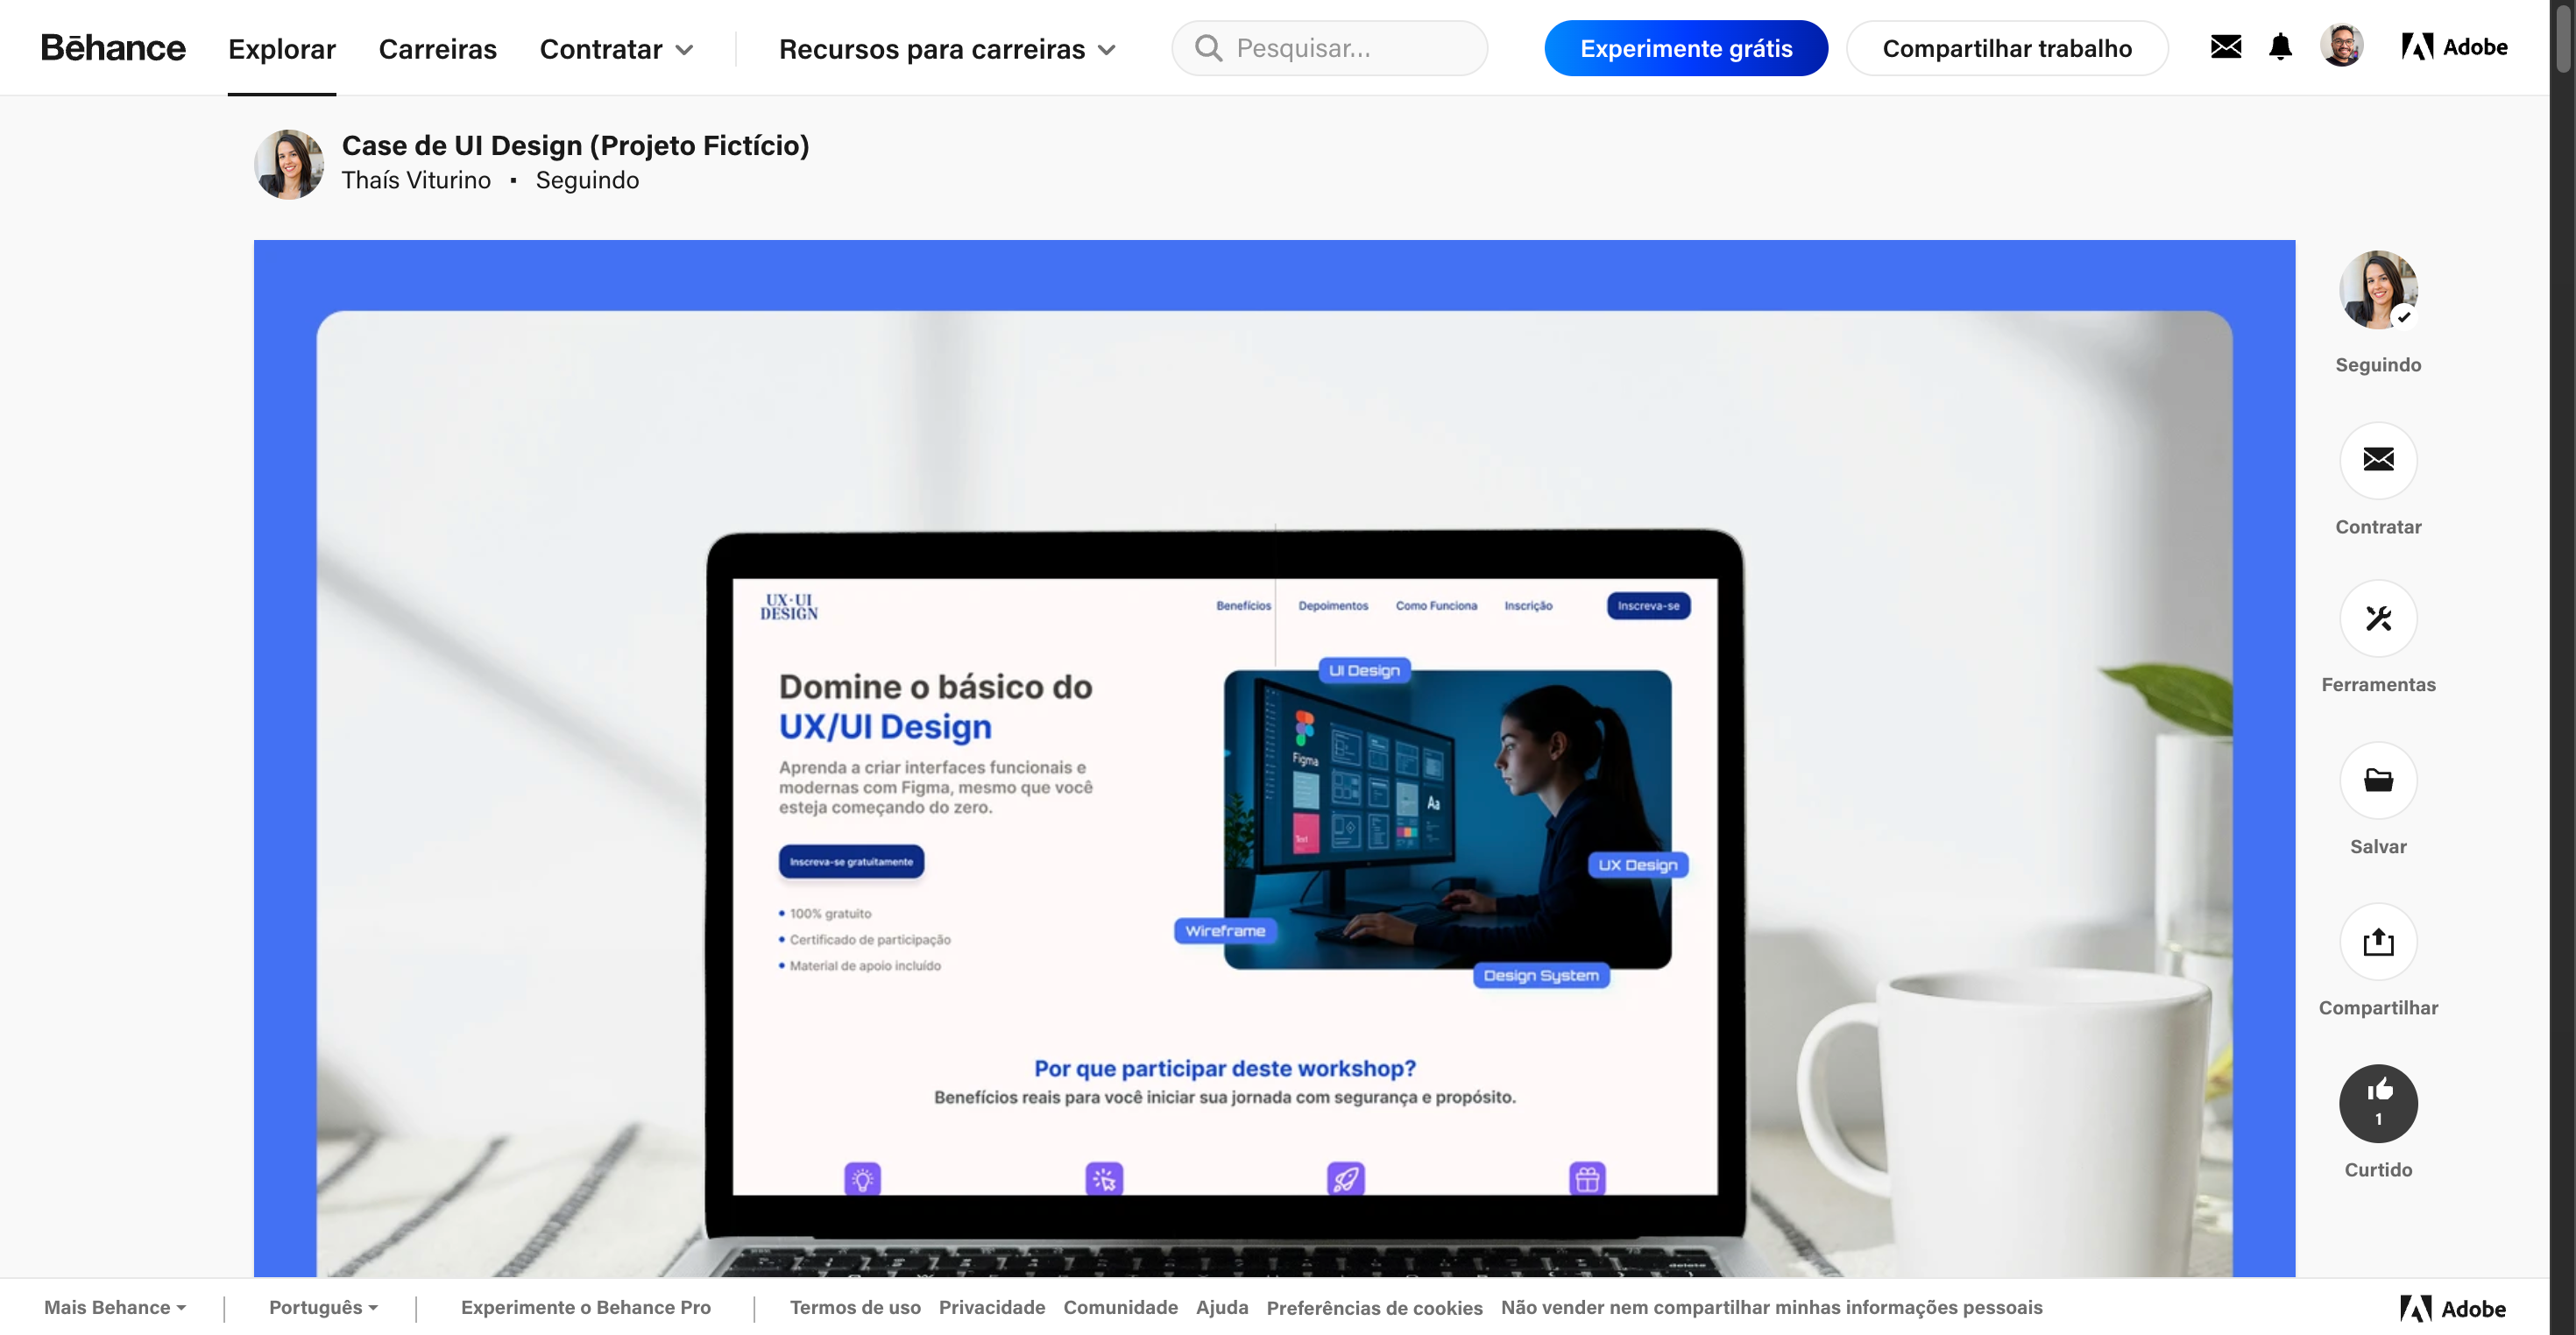 Bēhance
Explorar
Carreiras
Contratar
Recursos para carreiras
Pesquisar...
Experimente grátis
Compartilhar trabalho
Adobe
Case de UI Design (Projeto Fictício)
Thaís Viturino · Seguindo
UX·UI
DESIGN
Benefícios
Depoimentos
Como Funciona
Inscrição
Inscreva-se
Domine o básico do
UX/UI Design
Aprenda a criar interfaces funcionais e
modernas com Figma, mesmo que você
esteja começando do zero.
Inscreva-se gratuitamente
• 100% gratuito
• Certificado de participação
• Material de apoio incluído
UI Design
Figma
Aa
Text
UX Design
Wireframe
Design System
Por que participar deste workshop?
Benefícios reais para você iniciar sua jornada com segurança e propósito.
delete
Seguindo
Contratar
Ferramentas
Salvar
Compartilhar
1
Curtido
Mais Behance
Português
Experimente o Behance Pro
Termos de uso
Privacidade
Comunidade
Ajuda
Preferências de cookies
Não vender nem compartilhar minhas informações pessoais
Adobe